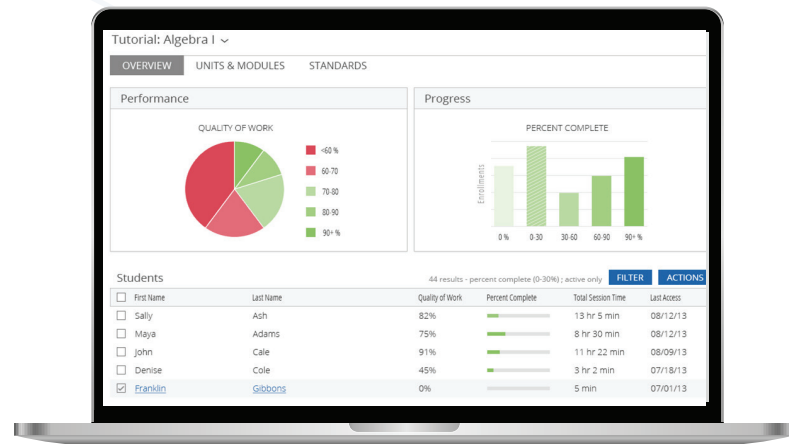 Tutorial: Algebra I
OVERVIEW UNITS & MODULES STANDARDS
Performance
QUALITY OF WORK
<60 %
60-70
70-80
80-90
90+ %
Progress
PERCENT COMPLETE
Enrollments
0 % 0-30 30-60 60-90 90+ %
Students 44 results - percent complete (0-30%) ; active only FILTER ACTIONS
First Name Last Name Quality of Work Percent Complete Total Session Time Last Access
Sally Ash 82% 13 hr 5 min 08/12/13
Maya Adams 75% 8 hr 30 min 08/12/13
John Cale 91% 11 hr 22 min 08/09/13
Denise Cole 45% 3 hr 2 min 07/18/13
Franklin Gibbons 0% 5 min 07/01/13